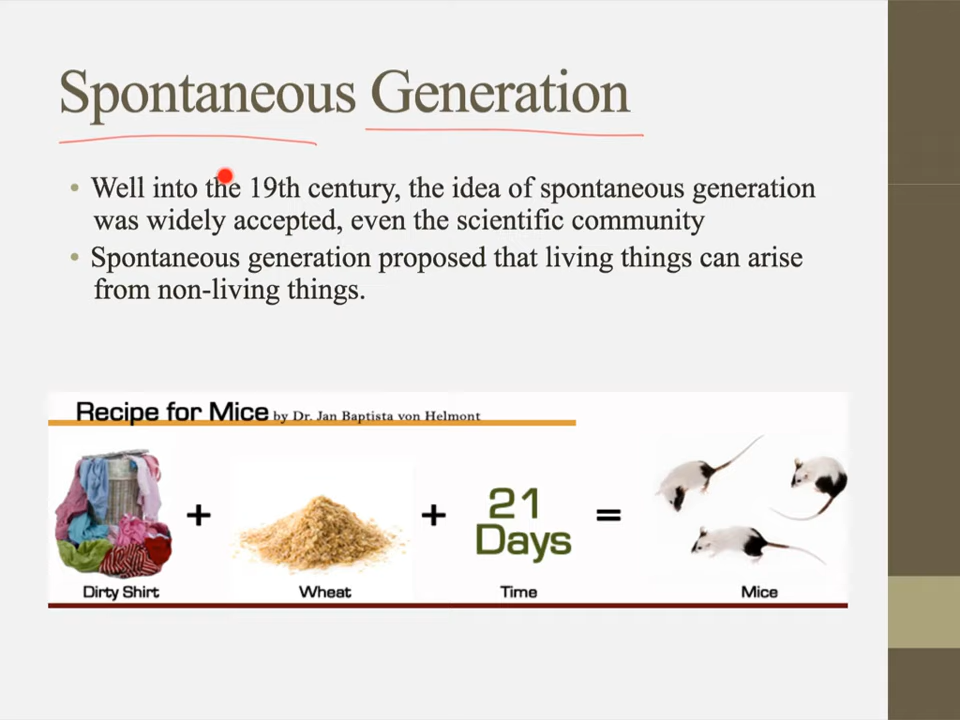 Spontaneous Generation
• Well into the 19th century, the idea of spontaneous generation
was widely accepted, even the scientific community
• Spontaneous generation proposed that living things can arise
from non-living things.
Recipe for Mice by Dr. Jan Baptista von Helmont
+ + 21 =
Days
Dirty Shirt Wheat Time Mice